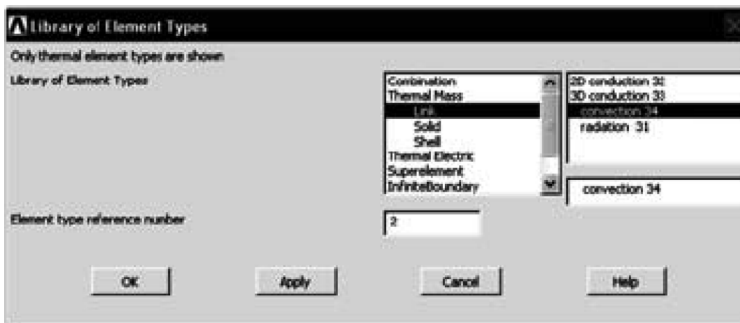 Library of Element Types
Only thermal element types are shown
Library of Element Types
Combination
Thermal Mass
Link
Solid
Shell
Thermal Electric
Superelement
InfiniteBoundary
2D conduction 32
3D conduction 33
convection 34
radation 31
convection 34
Element type reference number
2
OK
Apply
Cancel
Help